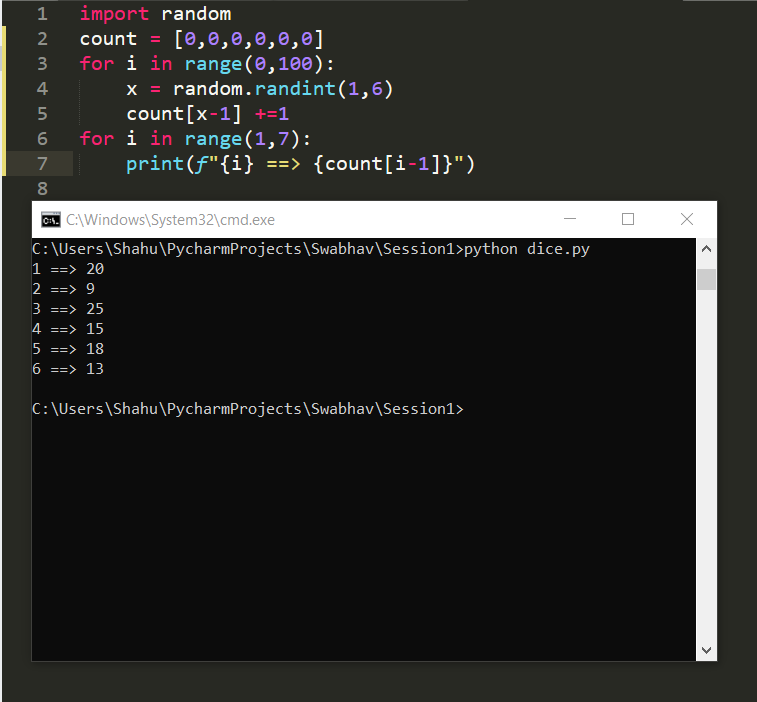 1 import random
2 count = [0,0,0,0,0,0]
3 for i in range(0,100):
4     x = random.randint(1,6)
5     count[x-1] +=1
6 for i in range(1,7):
7     print(f"{i} ==> {count[i-1]}")
8
C:\Windows\System32\cmd.exe
C:\Users\Shahu\PycharmProjects\Swabhav\Session1>python dice.py
1 ==> 20
2 ==> 9
3 ==> 25
4 ==> 15
5 ==> 18
6 ==> 13
C:\Users\Shahu\PycharmProjects\Swabhav\Session1>